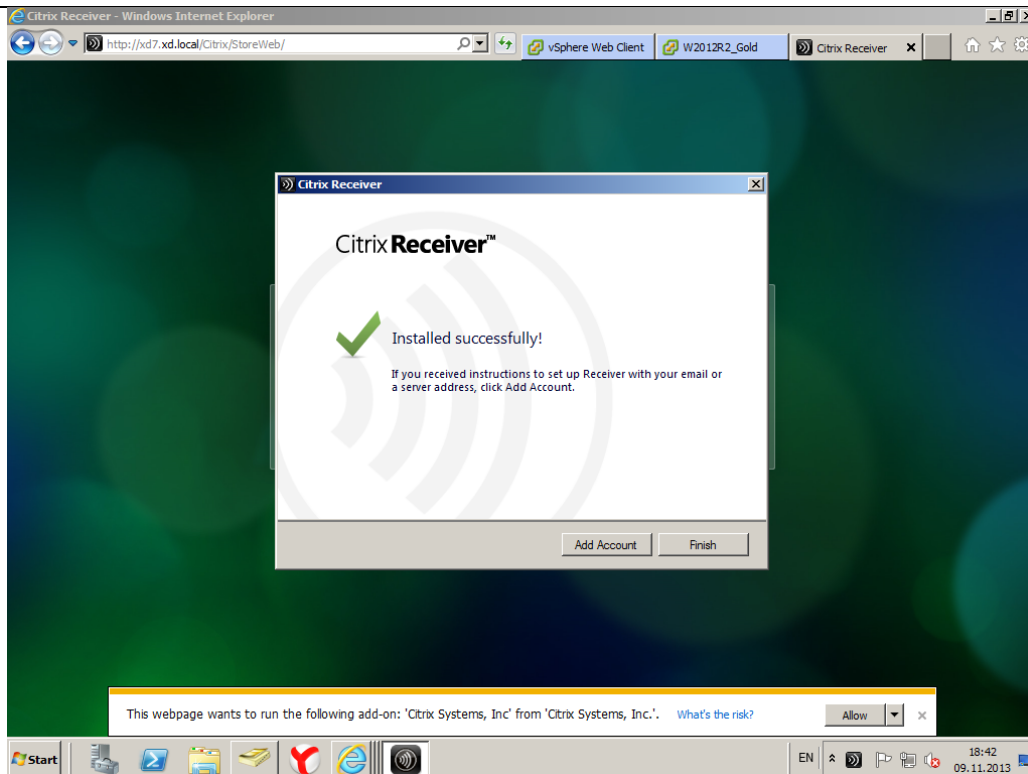 Citrix Receiver - Windows Internet Explorer
http://xd7.xd.local/Citrix/StoreWeb/
vSphere Web Client
W2012R2_Gold
Citrix Receiver
Citrix Receiver
Citrix Receiver™
Installed successfully!
If you received instructions to set up Receiver with your email or
a server address, click Add Account.
Add Account
Finish
This webpage wants to run the following add-on: 'Citrix Systems, Inc' from 'Citrix Systems, Inc.'. What's the risk?
Allow
Start
EN
18:42
09.11.2013